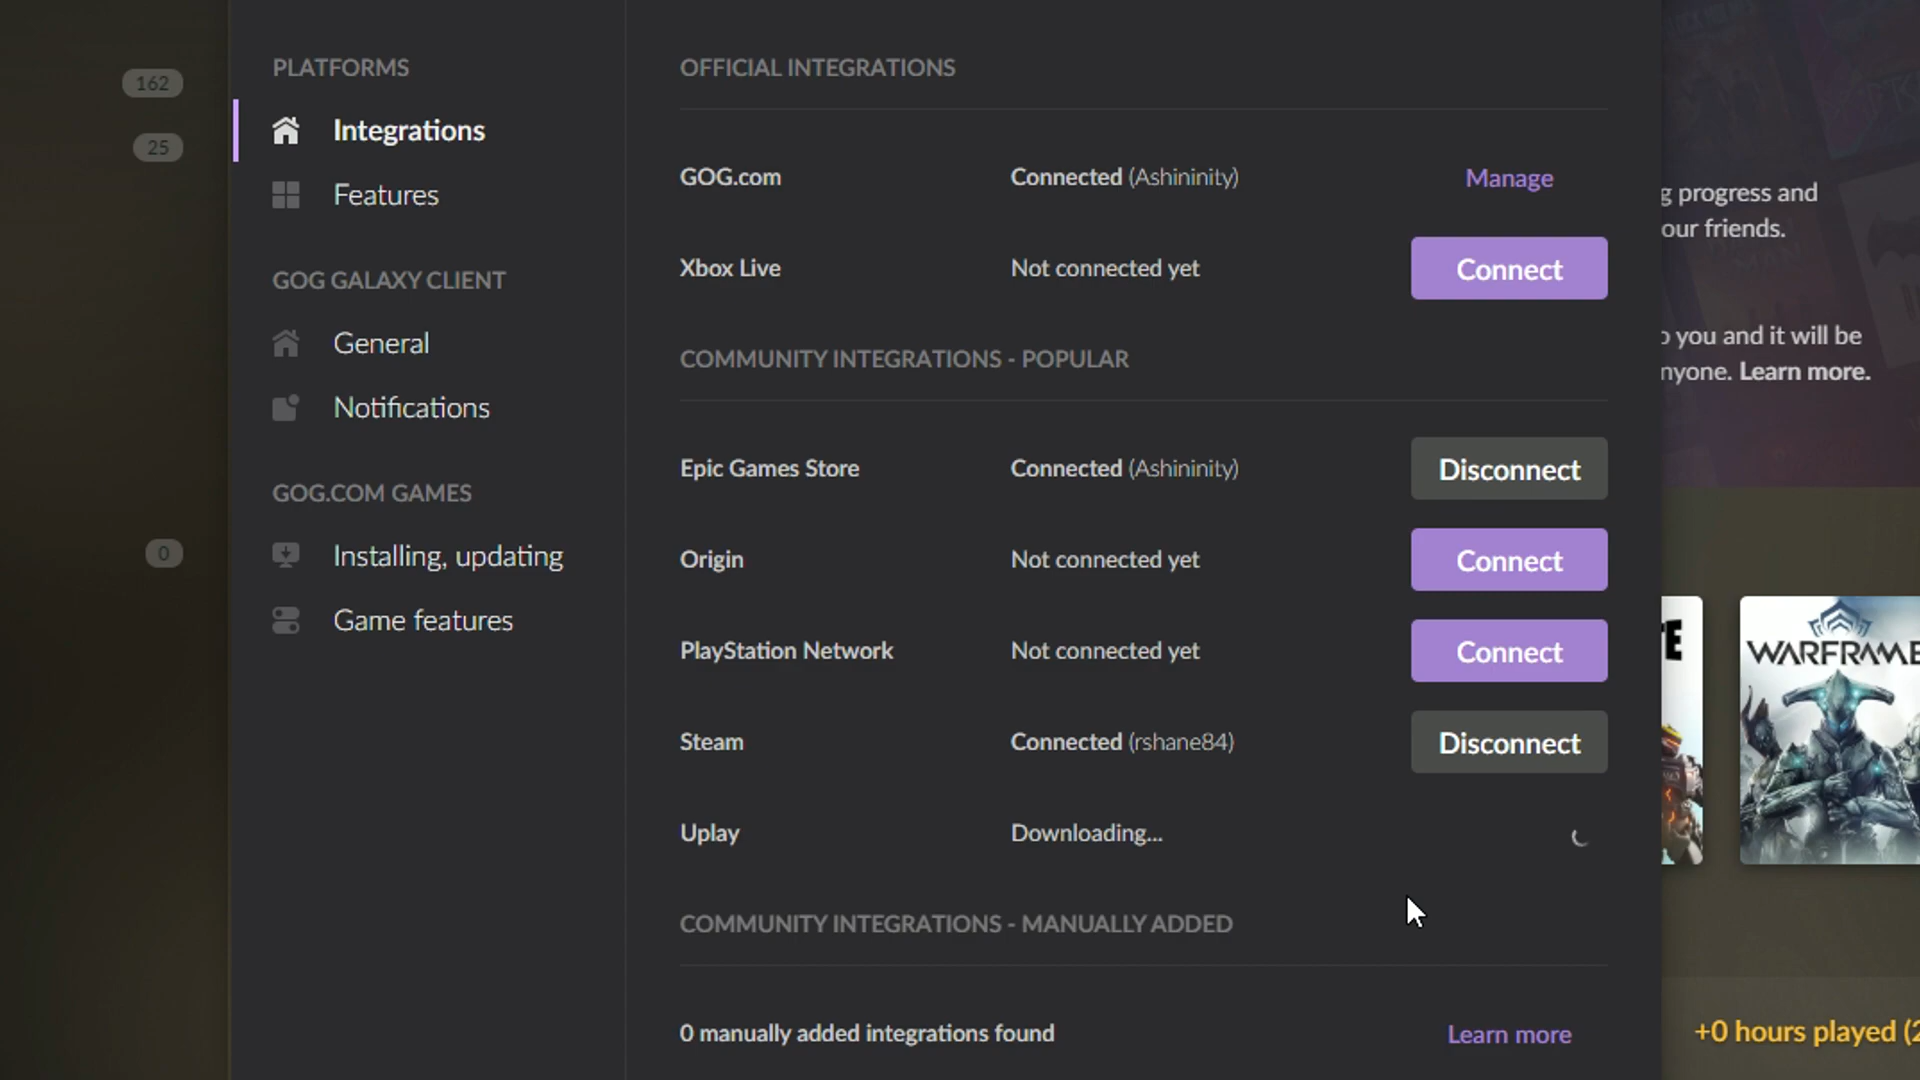 162
25
0
PLATFORMS
Integrations
Features
GOG GALAXY CLIENT
General
Notifications
GOG.COM GAMES
Installing, updating
Game features
OFFICIAL INTEGRATIONS
GOG.com Connected (Ashininity) Manage
Xbox Live Not connected yet Connect
COMMUNITY INTEGRATIONS - POPULAR
Epic Games Store Connected (Ashininity) Disconnect
Origin Not connected yet Connect
PlayStation Network Not connected yet Connect
Steam Connected (rshane84) Disconnect
Uplay Downloading...
COMMUNITY INTEGRATIONS - MANUALLY ADDED
0 manually added integrations found Learn more
g progress and
our friends.
you and it will be
nyone. Learn more.
WARFRAME
+0 hours played (2